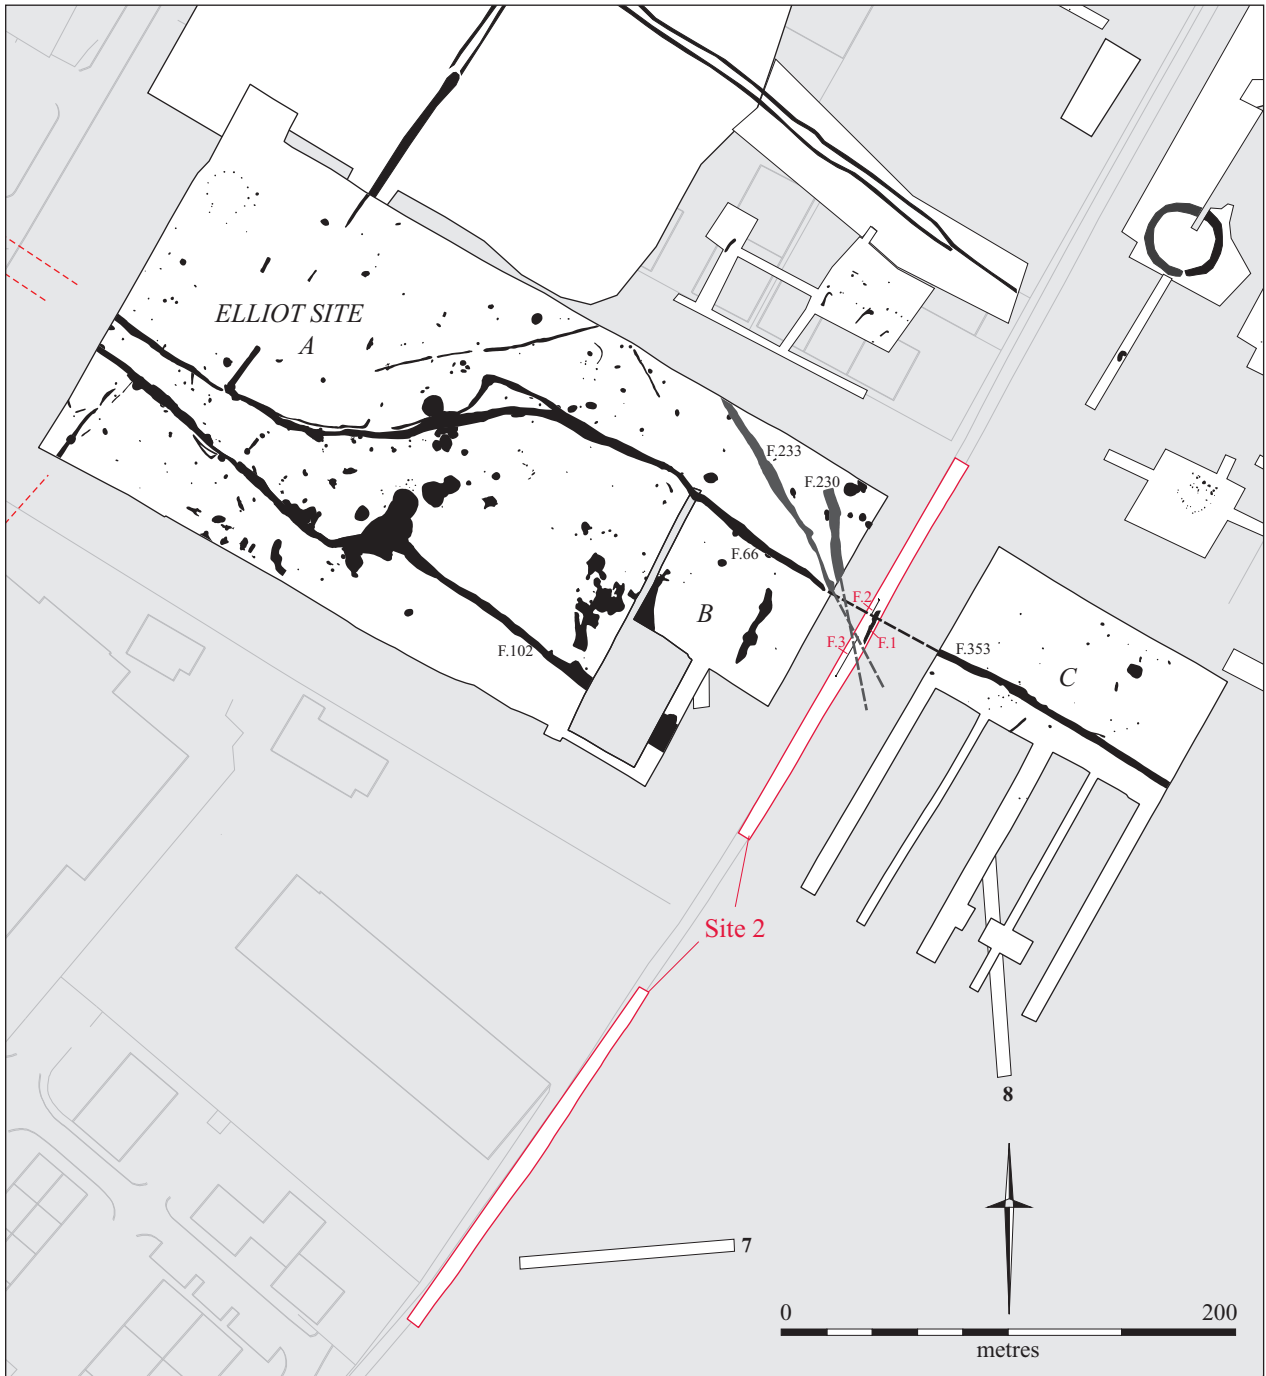 ELLIOT SITE
A
F.233
F.230
F.66
F.2
B
F.3
F.1
F.102
F.353
C
Site 2
8
7
0
200
metres